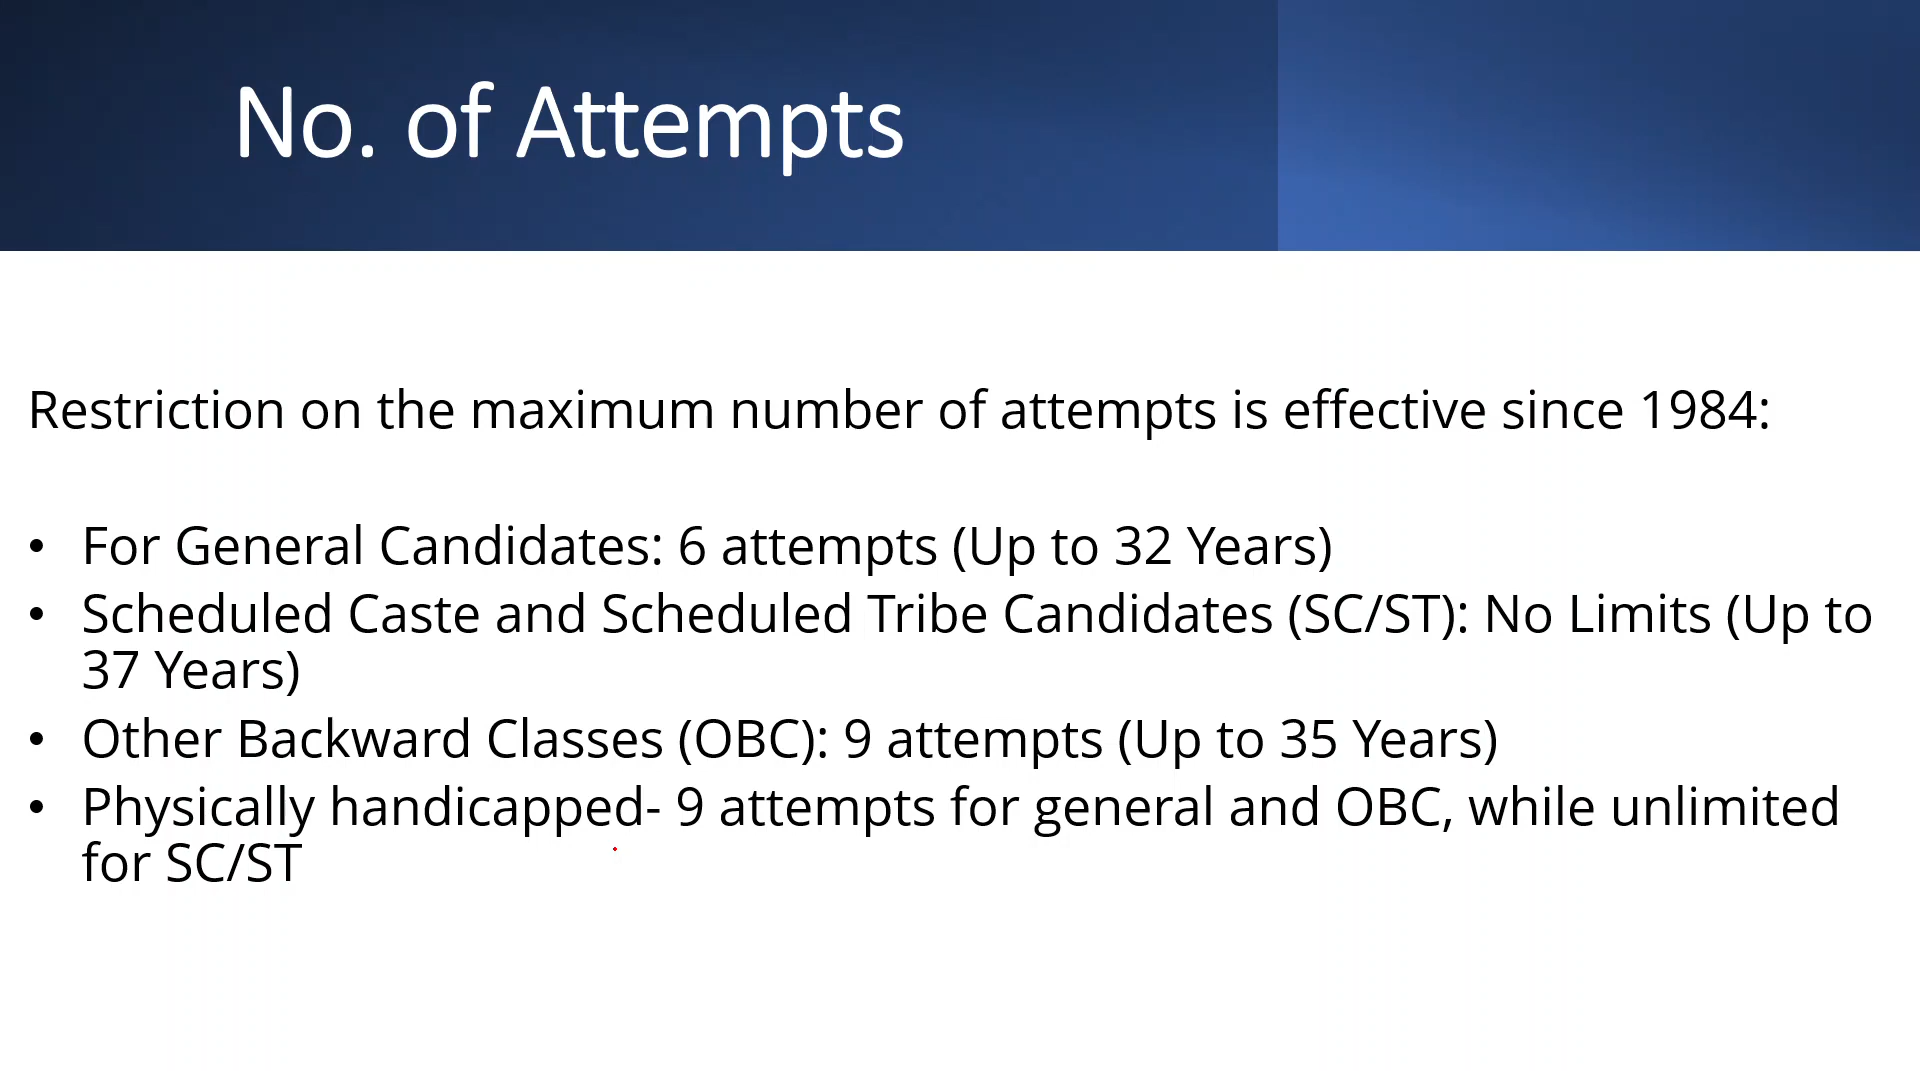 No. of Attempts
Restriction on the maximum number of attempts is effective since 1984:
• For General Candidates: 6 attempts (Up to 32 Years)
• Scheduled Caste and Scheduled Tribe Candidates (SC/ST): No Limits (Up to
37 Years)
• Other Backward Classes (OBC): 9 attempts (Up to 35 Years)
• Physically handicapped- 9 attempts for general and OBC, while unlimited
for SC/ST